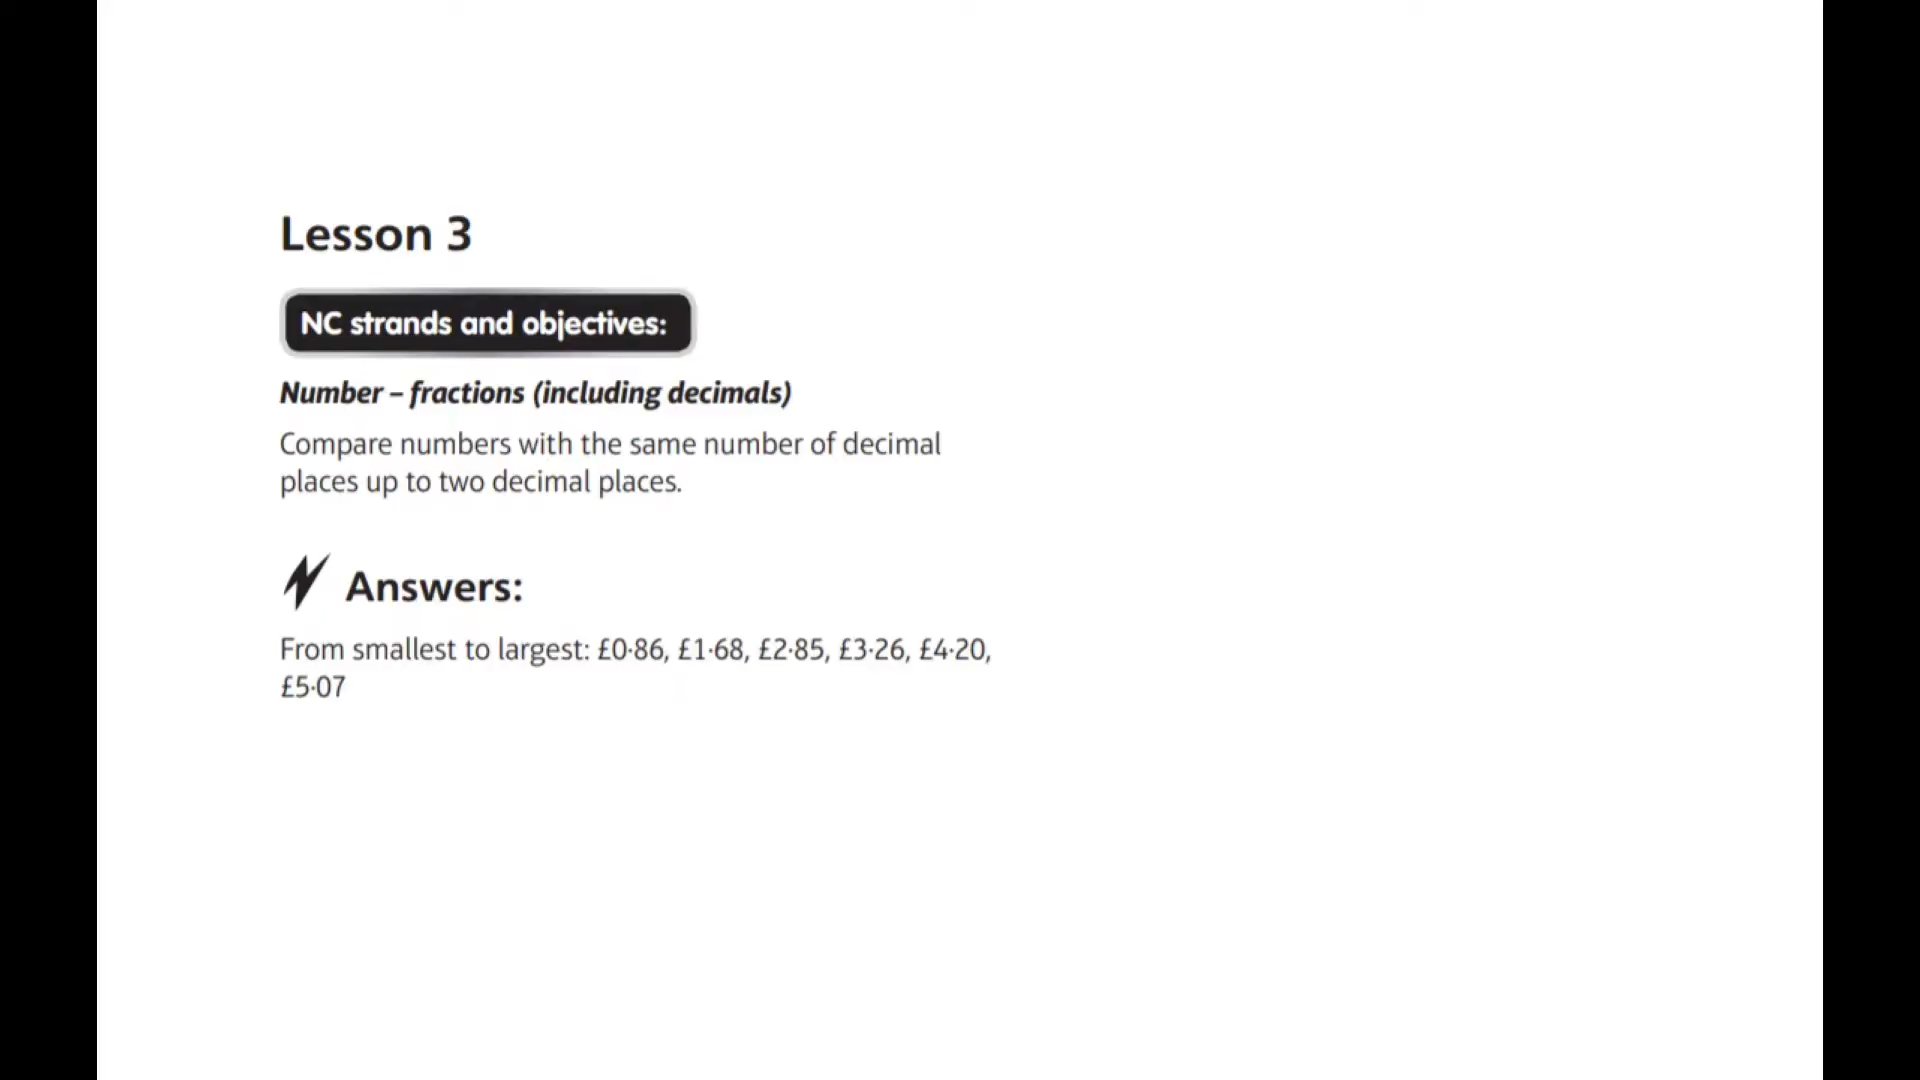 Lesson 3
NC strands and objectives:
Number – fractions (including decimals)
Compare numbers with the same number of decimal
places up to two decimal places.
Answers:
From smallest to largest: £0·86, £1·68, £2·85, £3·26, £4·20,
£5·07